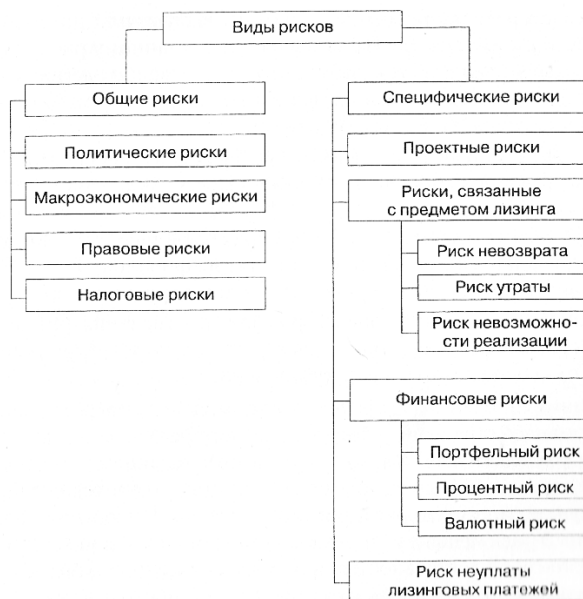 Виды рисков
Общие риски
Политические риски
Макроэкономические риски
Правовые риски
Налоговые риски
Специфические риски
Проектные риски
Риски, связанные
с предметом лизинга
Риск невозврата
Риск утраты
Риск невозможно-
сти реализации
Финансовые риски
Портфельный риск
Процентный риск
Валютный риск
Риск неуплаты
лизинговых платежей